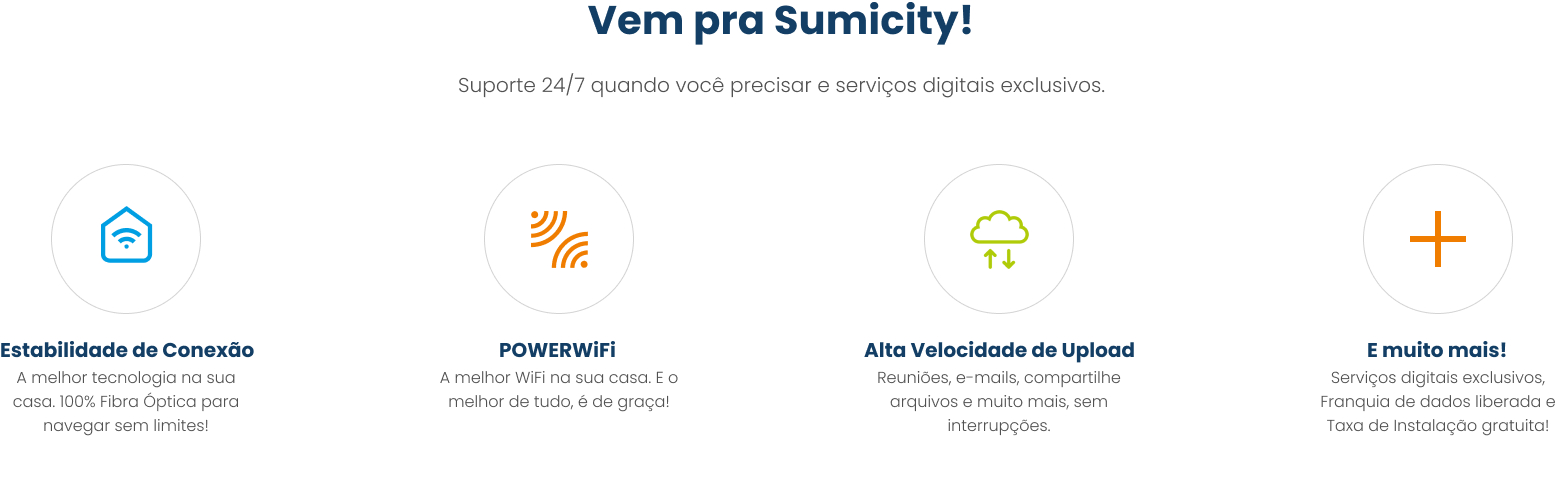 Vem pra Sumicity!
Suporte 24/7 quando você precisar e serviços digitais exclusivos.
Estabilidade de Conexão
A melhor tecnologia na sua
casa. 100% Fibra Óptica para
navegar sem limites!
POWERWiFi
A melhor WiFi na sua casa. E o
melhor de tudo, é de graça!
Alta Velocidade de Upload
Reuniões, e-mails, compartilhe
arquivos e muito mais, sem
interrupções.
E muito mais!
Serviços digitais exclusivos,
Franquia de dados liberada e
Taxa de Instalação gratuita!